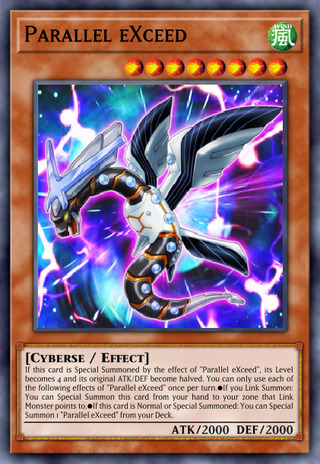 Parallel eXceed
WIND
風
[Cyberse / Effect]
If this card is Special Summoned by the effect of "Parallel eXceed", its Level
becomes 4 and its original ATK/DEF become halved. You can only use each
of the following effects of "Parallel eXceed" once per turn.●If you Link Summon:
You can Special Summon this card from your hand to your zone that Link
Monster points to.●If this card is Normal or Special Summoned: You can Special
Summon 1 "Parallel eXceed" from your Deck.
ATK/2000 DEF/2000